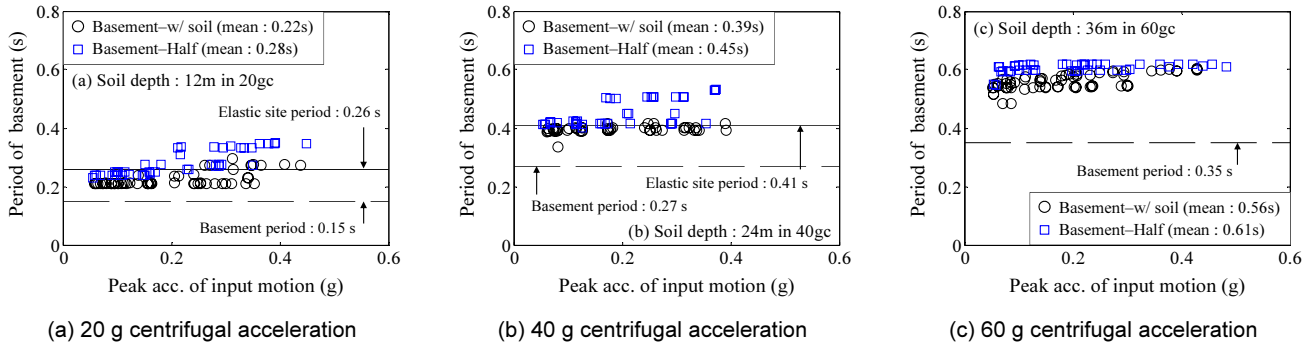 Period of basement (s)
0.8
0.6
0.4
0.2
0
Basement–w/ soil (mean : 0.22s)
Basement–Half (mean : 0.28s)
(a) Soil depth : 12m in 20gc
Elastic site period : 0.26 s
Basement period : 0.15 s
0 0.2 0.4 0.6
Peak acc. of input motion (g)
(a) 20 g centrifugal acceleration
Period of basement (s)
0.8
0.6
0.4
0.2
0
Basement–w/ soil (mean : 0.39s)
Basement–Half (mean : 0.45s)
Elastic site period : 0.41 s
Basement period : 0.27 s
(b) Soil depth : 24m in 40gc
0 0.2 0.4 0.6
Peak acc. of input motion (g)
(b) 40 g centrifugal acceleration
Period of basement (s)
0.8
0.6
0.4
0.2
0
(c) Soil depth : 36m in 60gc
Basement period : 0.35 s
Basement–w/ soil (mean : 0.56s)
Basement–Half (mean : 0.61s)
0 0.2 0.4 0.6
Peak acc. of input motion (g)
(c) 60 g centrifugal acceleration